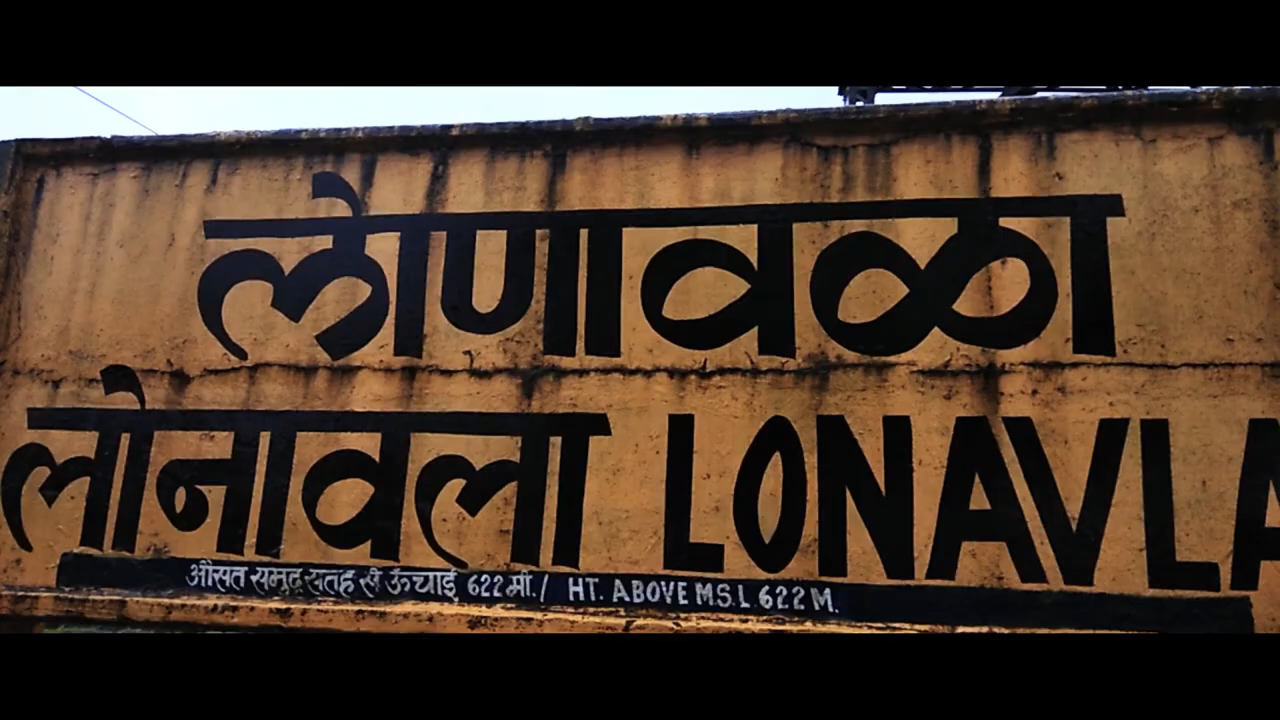 लोणावळा
लोनावला LONAVLA
औसत समुद्र सतह से ऊंचाई 622 मी. / HT. ABOVE M.S.L. 622 M.